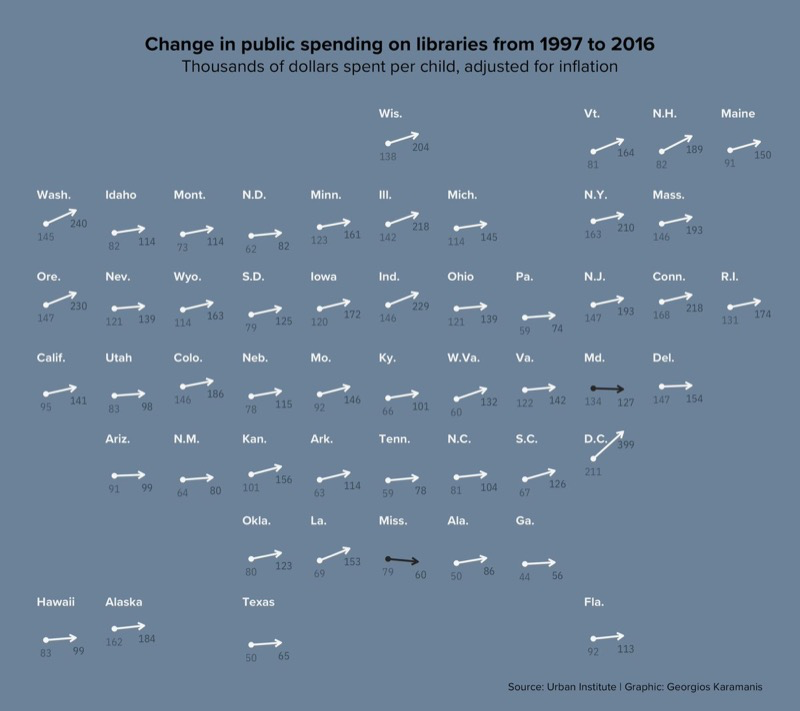 Change in public spending on libraries from 1997 to 2016
Thousands of dollars spent per child, adjusted for inflation
Wis. Vt. N.H. Maine
138 204 81 164 82 189 91 150
Wash. Idaho Mont. N.D. Minn. Ill. Mich. N.Y. Mass.
145 240 82 114 73 114 62 82 123 161 142 218 114 145 163 210 146 193
Ore. Nev. Wyo. S.D. Iowa Ind. Ohio Pa. N.J. Conn. R.I.
147 230 121 139 114 163 79 125 120 172 146 229 121 139 59 74 147 193 168 218 131 174
Calif. Utah Colo. Neb. Mo. Ky. W.Va. Va. Md. Del.
95 141 83 98 146 186 78 115 92 146 66 101 60 132 122 142 134 127 147 154
Ariz. N.M. Kan. Ark. Tenn. N.C. S.C. D.C.
91 99 64 80 101 156 63 114 59 78 81 104 67 126 211 399
Okla. La. Miss. Ala. Ga.
80 123 69 153 79 60 50 86 44 56
Hawaii Alaska Texas Fla.
83 99 162 184 50 65 92 113
Source: Urban Institute | Graphic: Georgios Karamanis